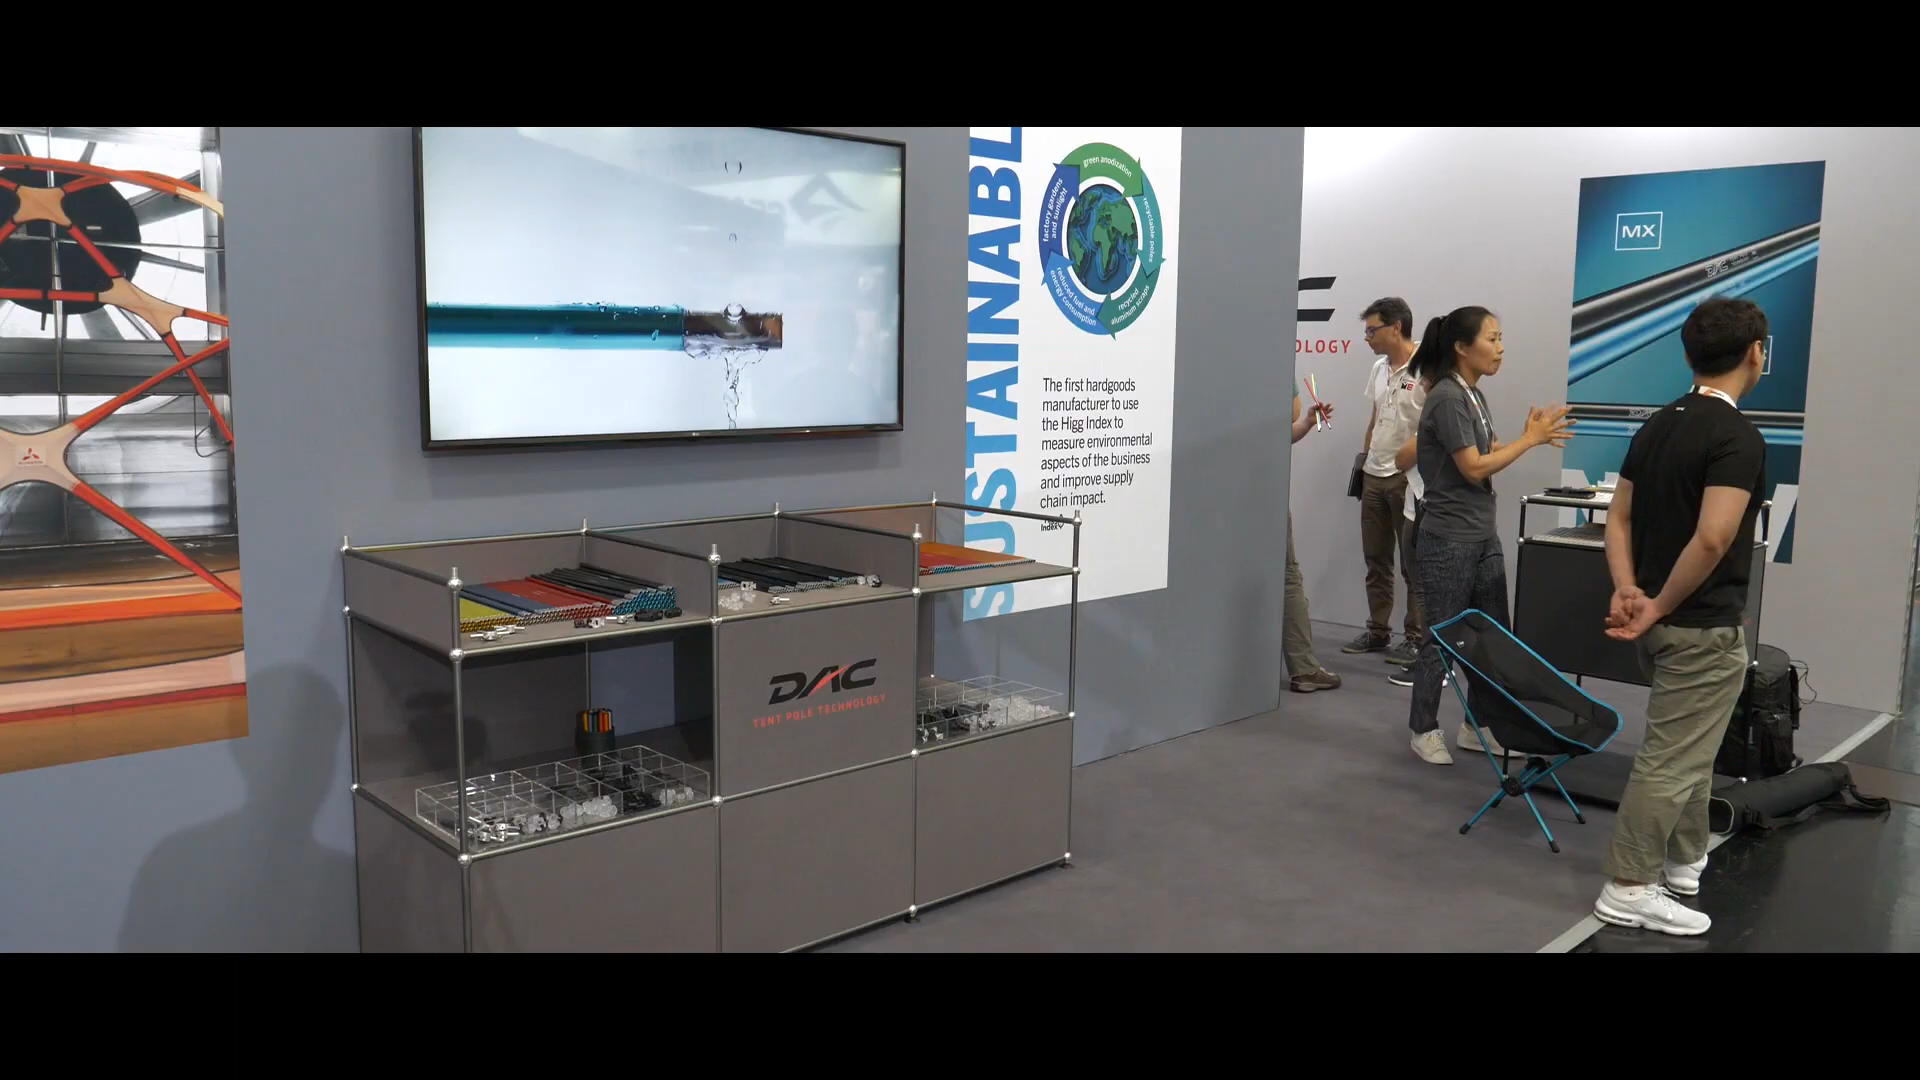 SUSTAINABL
green anodization
recyclable poles
recycled
aluminum scraps
reduced fuel and
energy consumption
factory gardens
and sunlight
The first hardgoods
manufacturer to use
the Higg Index to
measure environmental
aspects of the business
and improve supply
chain impact.
Index
C
OLOGY
MX
DAC
DAC
TENT POLE TECHNOLOGY